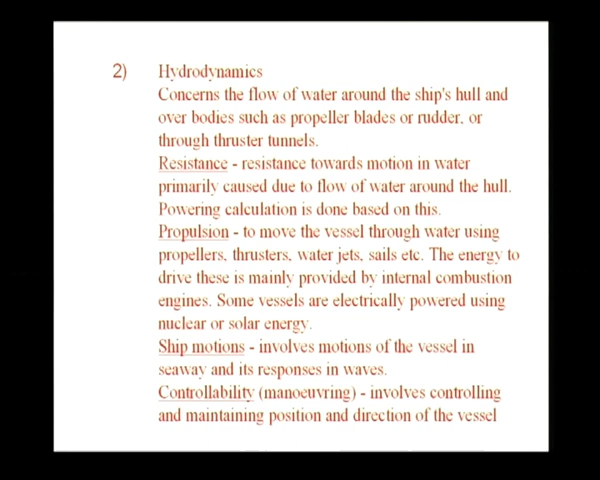 2) Hydrodynamics
Concerns the flow of water around the ship's hull and
over bodies such as propeller blades or rudder, or
through thruster tunnels.
Resistance - resistance towards motion in water
primarily caused due to flow of water around the hull.
Powering calculation is done based on this.
Propulsion - to move the vessel through water using
propellers, thrusters, water jets, sails etc. The energy to
drive these is mainly provided by internal combustion
engines. Some vessels are electrically powered using
nuclear or solar energy.
Ship motions - involves motions of the vessel in
seaway and its responses in waves.
Controllability (manoeuvring) - involves controlling
and maintaining position and direction of the vessel